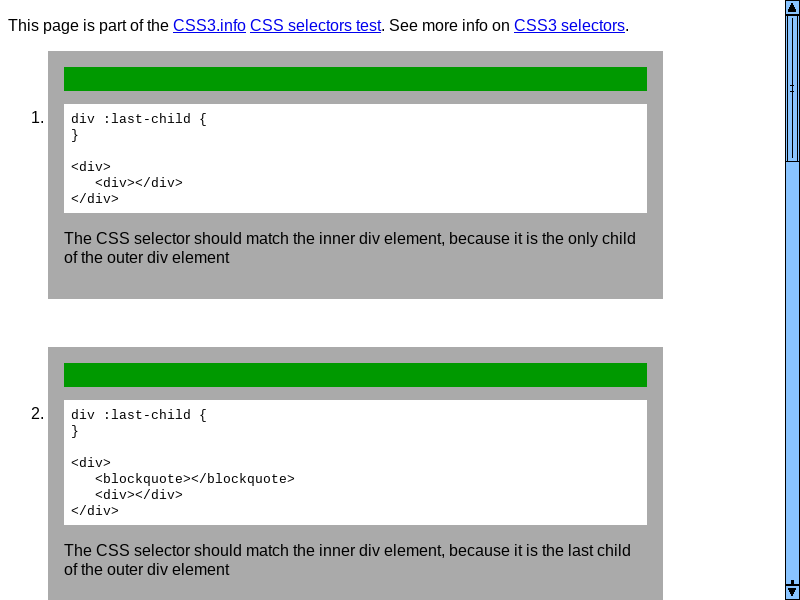 This page is part of the CSS3.info CSS selectors test. See more info on CSS3 selectors.
1.
div :last-child {
}
<div>
<div></div>
</div>
The CSS selector should match the inner div element, because it is the only child
of the outer div element
2.
div :last-child {
}
<div>
<blockquote></blockquote>
<div></div>
</div>
The CSS selector should match the inner div element, because it is the last child
of the outer div element